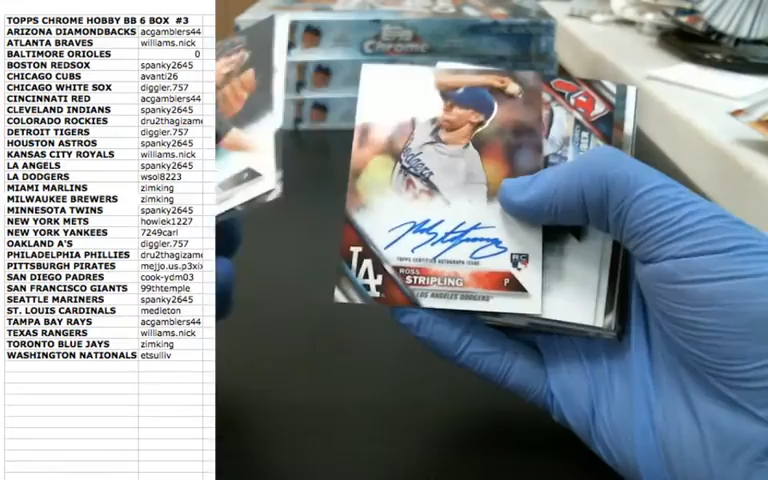 TOPPS CHROME HOBBY BB 6 BOX #3
ARIZONA DIAMONDBACKS acgamblers44
ATLANTA BRAVES williams.nick
BALTIMORE ORIOLES 0
BOSTON REDSOX spanky2645
CHICAGO CUBS avanti26
CHICAGO WHITE SOX diggler.757
CINCINNATI RED acgamblers44
CLEVELAND INDIANS spanky2645
COLORADO ROCKIES dru2thagizame
DETROIT TIGERS diggler.757
HOUSTON ASTROS spanky2645
KANSAS CITY ROYALS williams.nick
LA ANGELS spanky2645
LA DODGERS wsol8223
MIAMI MARLINS zimking
MILWAUKEE BREWERS zimking
MINNESOTA TWINS spanky2645
NEW YORK METS howiek1227
NEW YORK YANKEES 7249carl
OAKLAND A'S diggler.757
PHILADELPHIA PHILLIES dru2thagizame
PITTSBURGH PIRATES mejjo.us.p3xix
SAN DIEGO PADRES cook-ydm03
SAN FRANCISCO GIANTS 99thtemple
SEATTLE MARINERS spanky2645
ST. LOUIS CARDINALS medleton
TAMPA BAY RAYS acgamblers44
TEXAS RANGERS williams.nick
TORONTO BLUE JAYS zimking
WASHINGTON NATIONALS etsulliv
Topps
Chrome
Dodgers
TOPPS CERTIFIED AUTOGRAPH ISSUE
RC
LA
ROSS
STRIPLING P
LOS ANGELES DODGERS